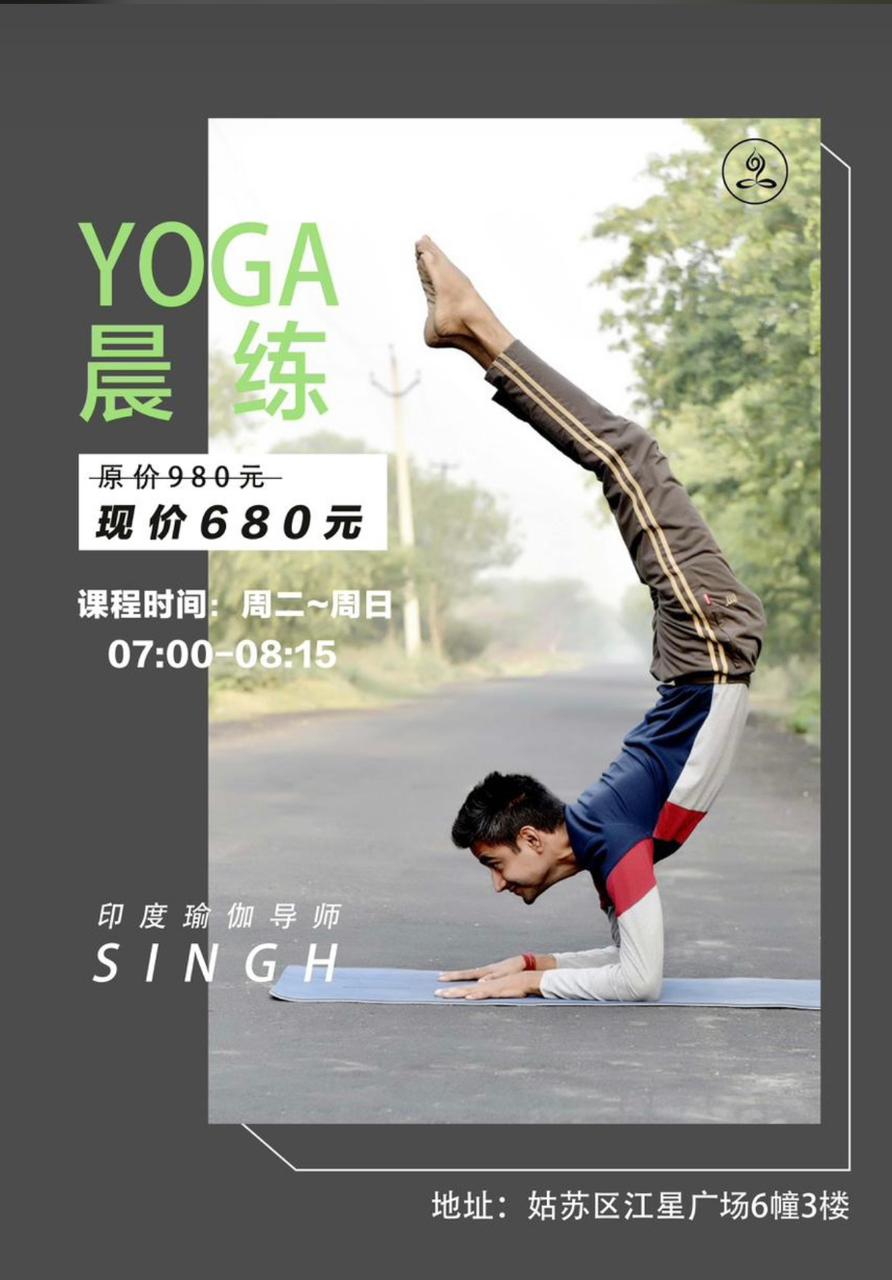 YOGA
晨 练
原价980元
现价680元
课程时间：周二~周日
07:00-08:15
印度瑜伽导师
SINGH
地址：姑苏区江星广场6幢3楼